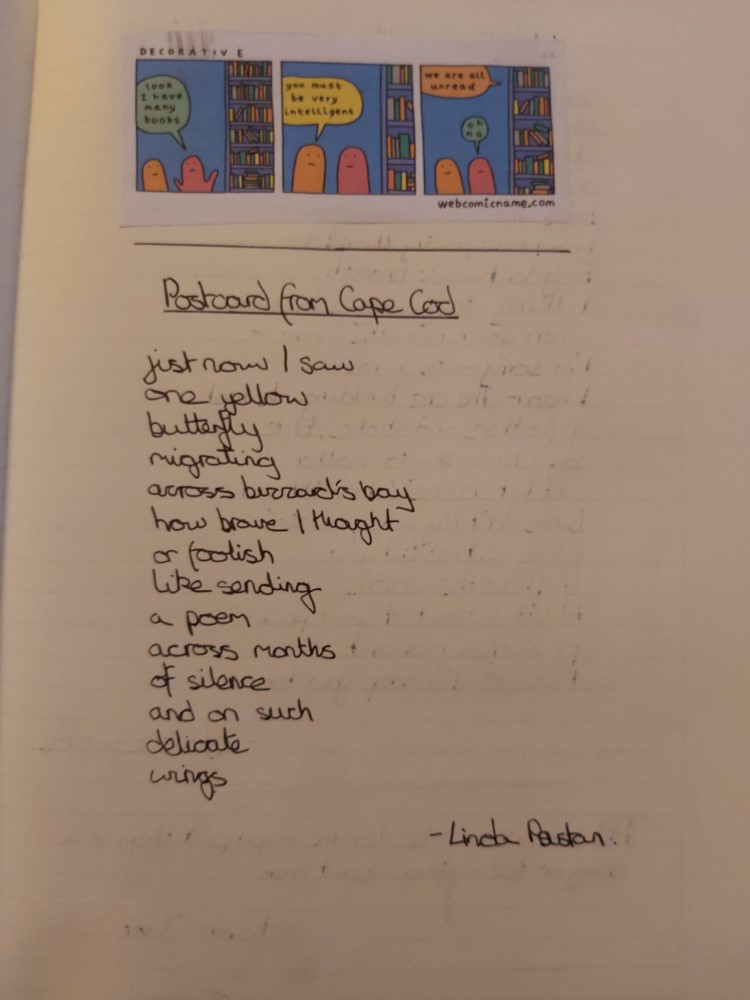 DECORATIVE
look
I have
many
books
you must
be very
intelligent
we are all
unread
oh
no
webcomicname.com
Postcard from Cape Cod
just now I saw
one yellow
butterfly
migrating
across buzzard's bay
how brave I thought
or foolish
like sending
a poem
across months
of silence
and on such
delicate
wings
-Linda Pastan.